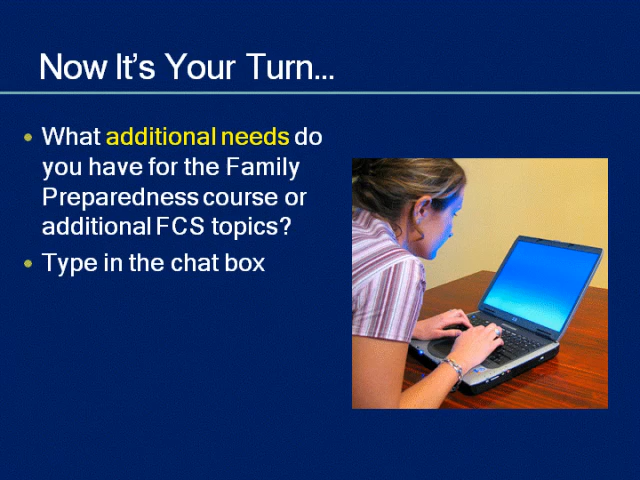 Now It's Your Turn...
• What additional needs do
you have for the Family
Preparedness course or
additional FCS topics?
• Type in the chat box